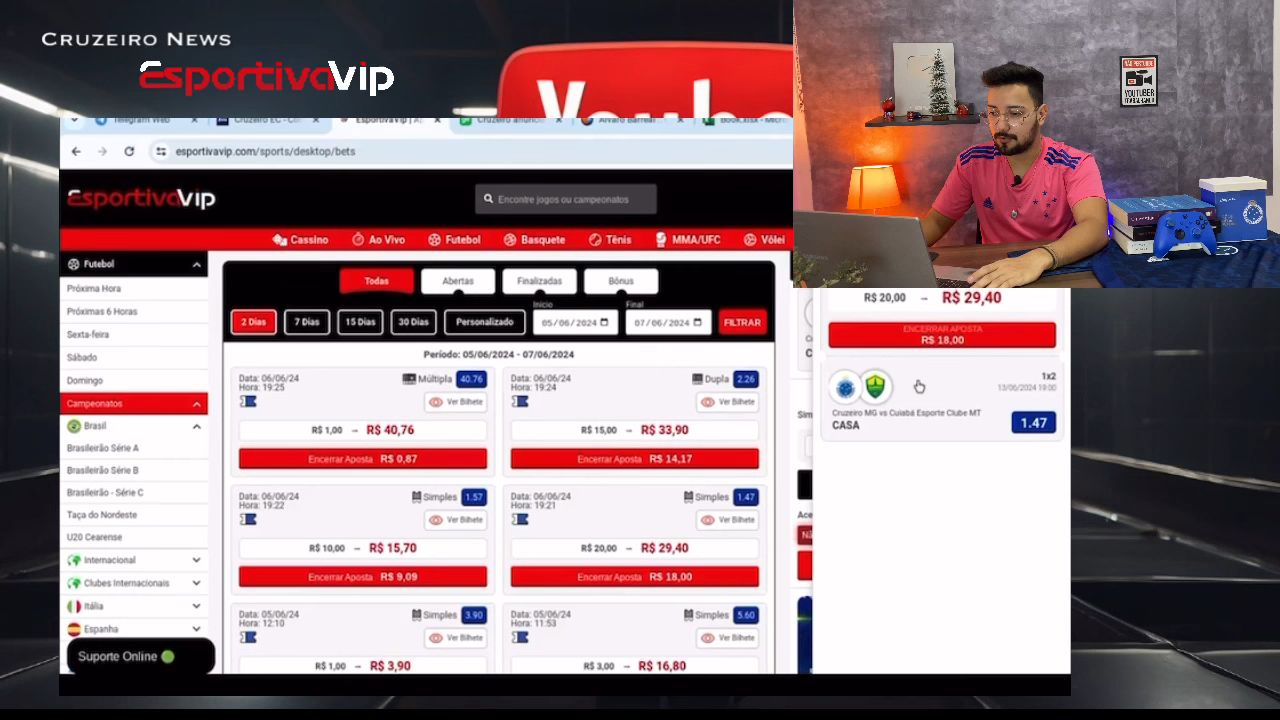 CRUZEIRO NEWS
EsportivaVip
Telegram Web
esportivavip.com/sports/desktop/bets
EsportivaVip
Encontre jogos ou campeonatos
Cassino
Ao Vivo
Futebol
Basquete
Tênis
MMA/UFC
Vôlei
Futebol
Próxima Hora
Próximas 6 Horas
Sexta-feira
Sábado
Domingo
Campeonatos
Brasil
Brasileirão Série A
Brasileirão Série B
Brasileirão - Série C
Taça do Nordeste
U20 Cearense
Internacional
Clubes Internacionais
Itália
Espanha
Suporte Online
Todas
Abertas
Finalizadas
Bônus
2 Dias
7 Dias
15 Dias
30 Dias
Personalizado
Início
05/06/2024
Final
07/06/2024
FILTRAR
Período: 05/06/2024 - 07/06/2024
Data: 06/06/24
Hora: 19:25
Múltipla 40.76
Ver Bilhete
R$ 1,00 → R$ 40,76
Encerrar Aposta R$ 0,87
Data: 06/06/24
Hora: 19:24
Dupla 2.26
Ver Bilhete
R$ 15,00 → R$ 33,90
Encerrar Aposta R$ 14,17
Data: 06/06/24
Hora: 19:22
Simples 1.57
Ver Bilhete
R$ 10,00 → R$ 15,70
Encerrar Aposta R$ 9,09
Data: 06/06/24
Hora: 19:21
Simples 1.47
Ver Bilhete
R$ 20,00 → R$ 29,40
Encerrar Aposta R$ 18,00
Data: 05/06/24
Hora: 12:10
Simples 3.90
Ver Bilhete
R$ 1,00 → R$ 3,90
Data: 05/06/24
Hora: 11:53
Simples 5.60
Ver Bilhete
R$ 3,00 → R$ 16,80
NÃO PERTURBE
YOUTUBER
TRABALHANDO
R$ 20,00 → R$ 29,40
ENCERRAR APOSTA
R$ 18,00
1x2
13/06/2024 19:00
Cruzeiro MG vs Cuiabá Esporte Clube MT
CASA
1.47